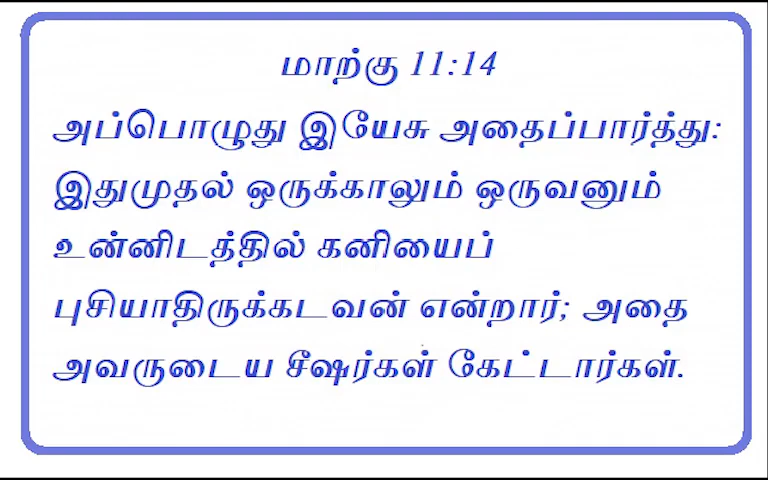 மாற்கு 11:14
அப்பொழுது இயேசு அதைப்பார்த்து:
இதுமுதல் ஒருக்காலும் ஒருவனும்
உன்னிடத்தில் கனியைப்
புசியாதிருக்கடவன் என்றார்; அதை
அவருடைய சீஷர்கள் கேட்டார்கள்.